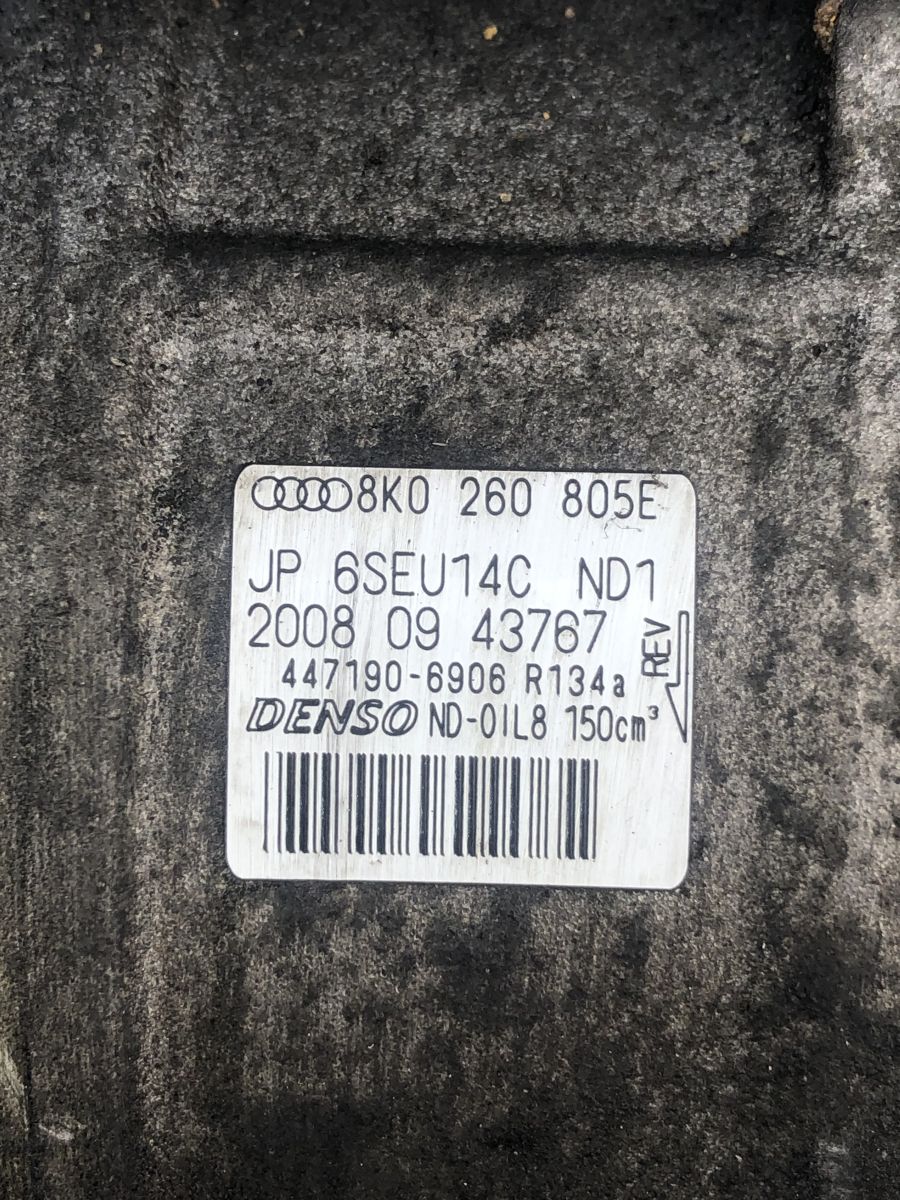 8K0 260 805E
JP 6SEU14C ND1
2008 09 43767
REV
447190-6906 R134a
DENSO ND-OIL8 150cm³